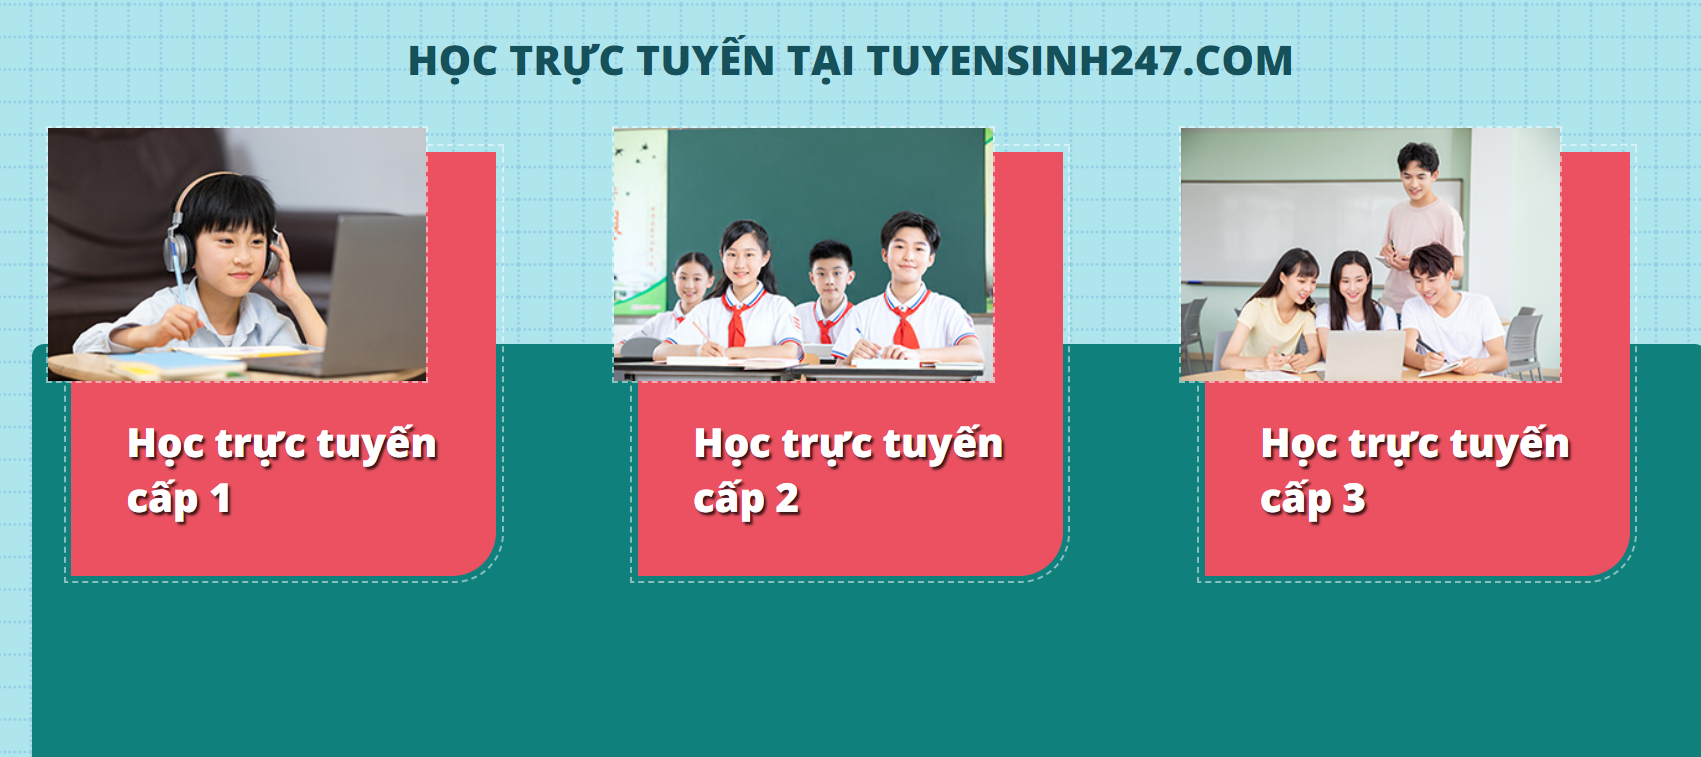 HỌC TRỰC TUYẾN TẠI TUYENSINH247.COM
Học trực tuyến
cấp 1
Học trực tuyến
cấp 2
Học trực tuyến
cấp 3